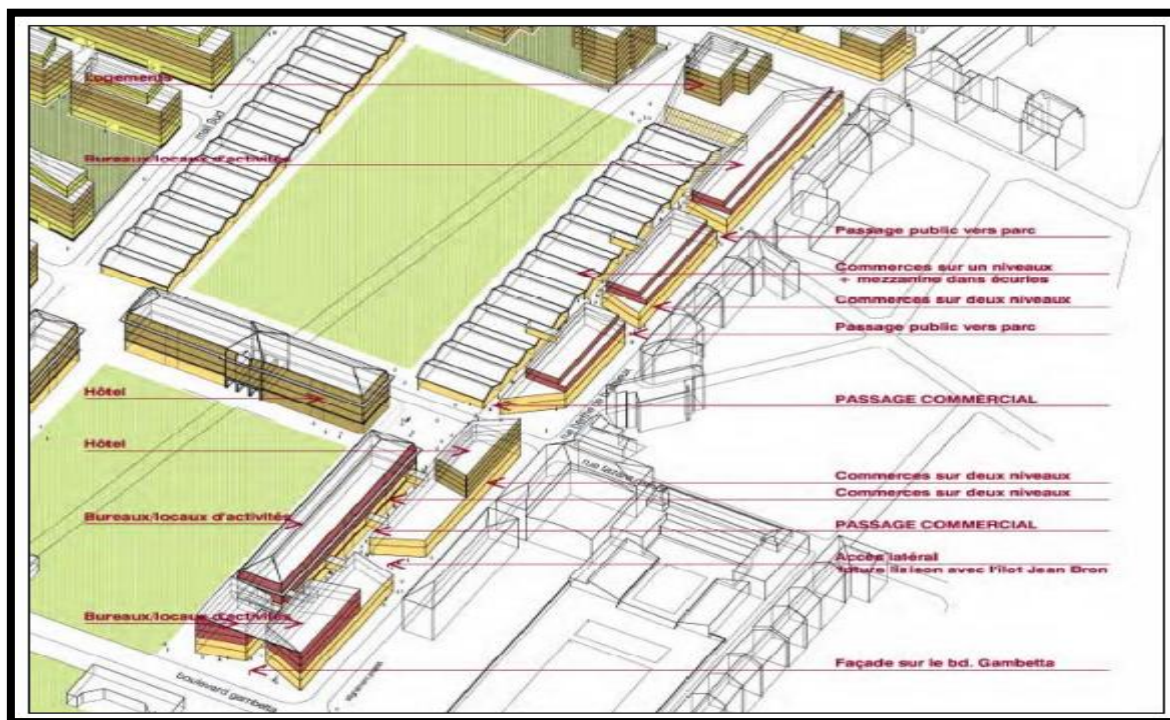 Logements
mail Sud
Bureaux/locaux d'activités
Passage public vers parc
Commerces sur un niveaux
+ mezzanine dans écuries
Commerces sur deux niveaux
Passage public vers parc
Hôtel
PASSAGE COMMERCIAL
Hôtel
rue
Commerces sur deux niveaux
Commerces sur deux niveaux
Bureaux/locaux d'activités
PASSAGE COMMERCIAL
Accès latéral
future liaison avec l'îlot Jean Bron
Bureaux/locaux d'activités
Façade sur le bd. Gambetta
boulevard gambetta